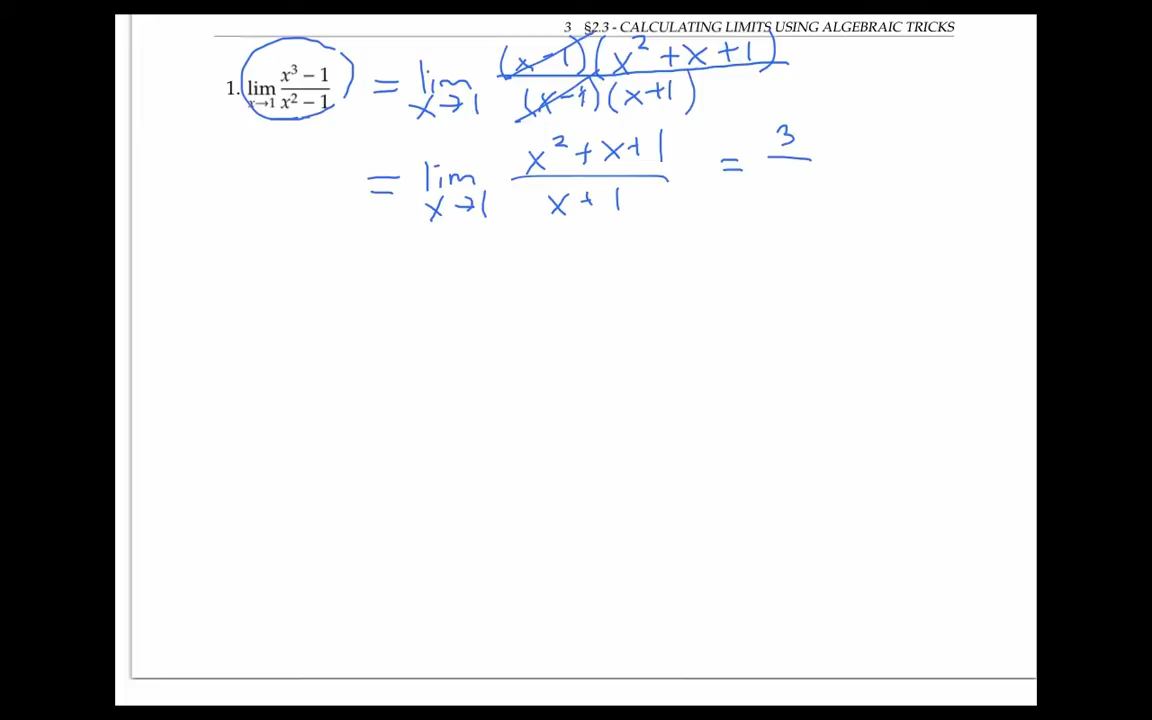 3 §2.3 - CALCULATING LIMITS USING ALGEBRAIC TRICKS
1. lim x→1 (x³ − 1)/(x² − 1) = lim x→1 (x−1)(x²+x+1)/(x−1)(x+1)
= lim x→1 (x²+x+1)/(x+1) = 3/